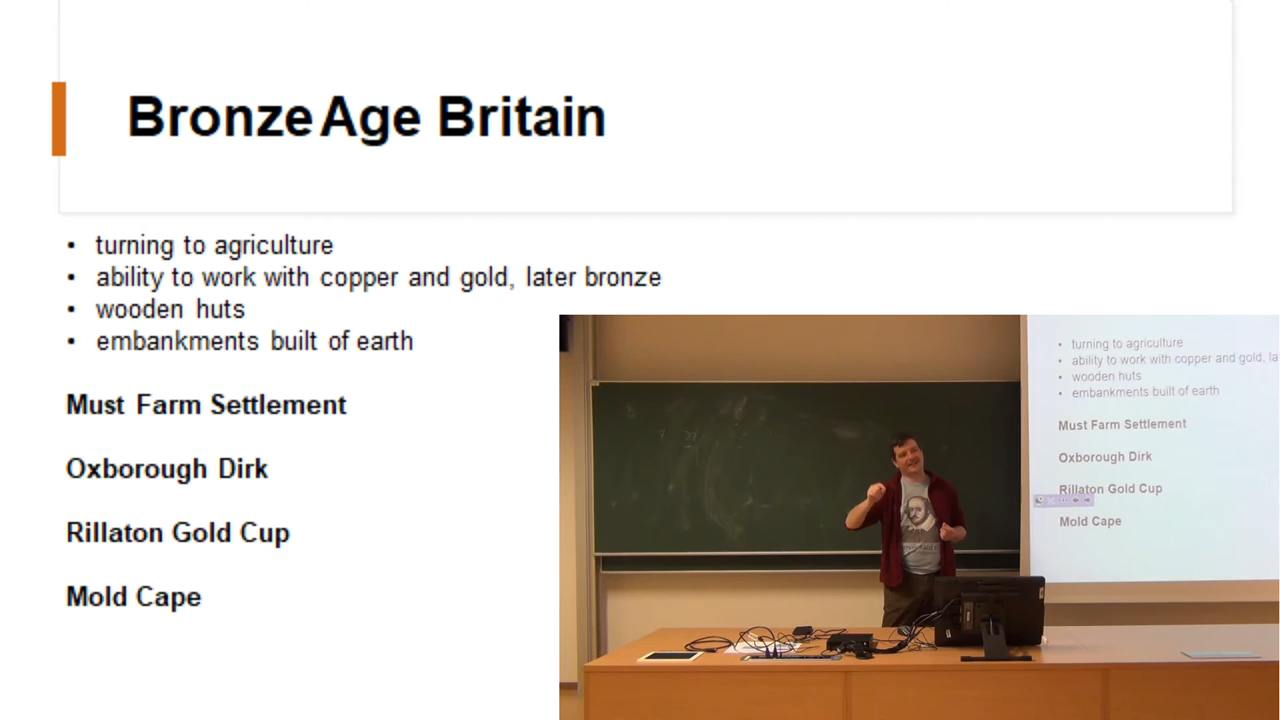 Bronze Age Britain
• turning to agriculture
• ability to work with copper and gold, later bronze
• wooden huts
• embankments built of earth
Must Farm Settlement
Oxborough Dirk
Rillaton Gold Cup
Mold Cape
• turning to agriculture
• ability to work with copper and gold, la
• wooden huts
• embankments built of earth
Must Farm Settlement
Oxborough Dirk
Rillaton Gold Cup
Mold Cape